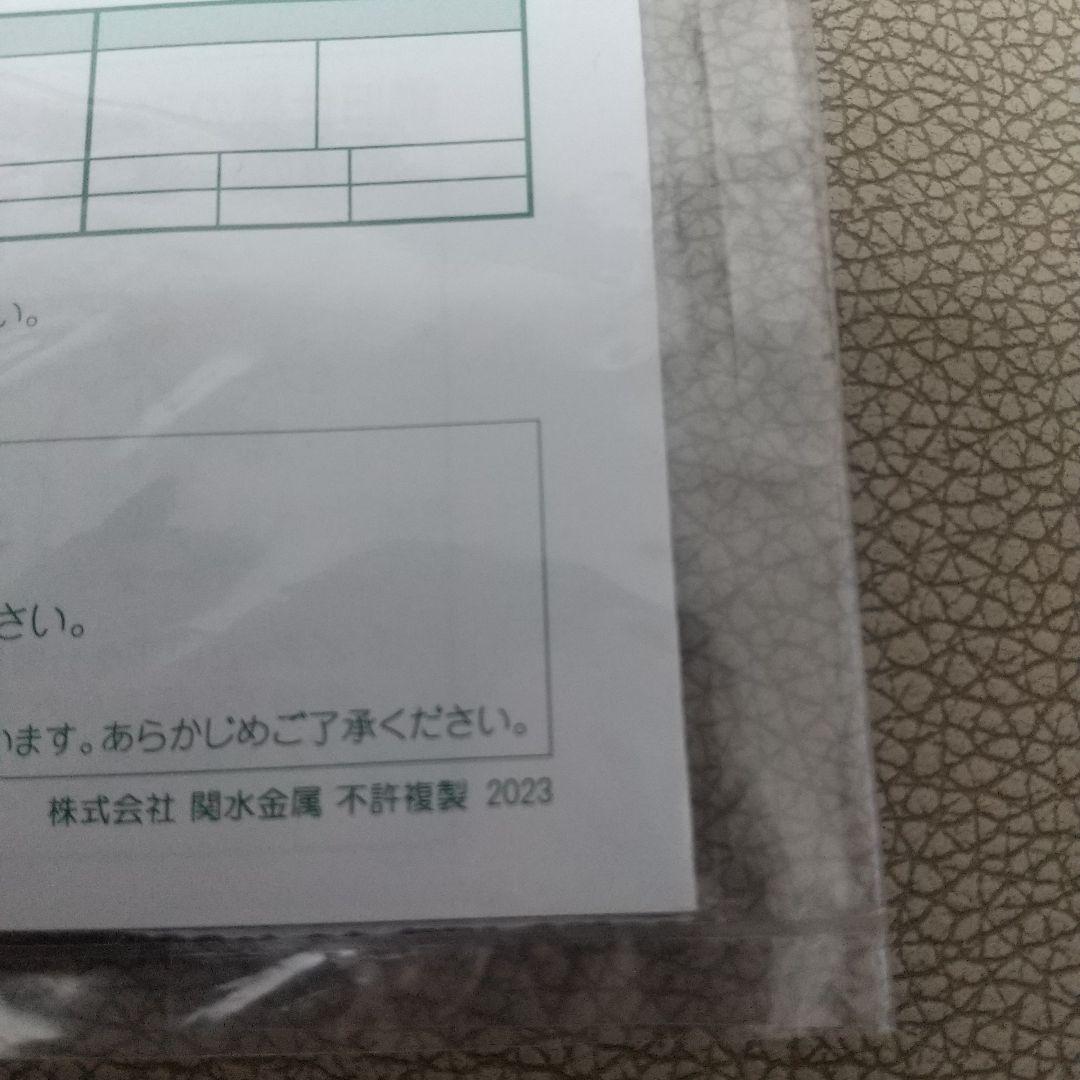 い。
さい。
います。あらかじめご了承ください。
株式会社 関水金属 不許複製 2023